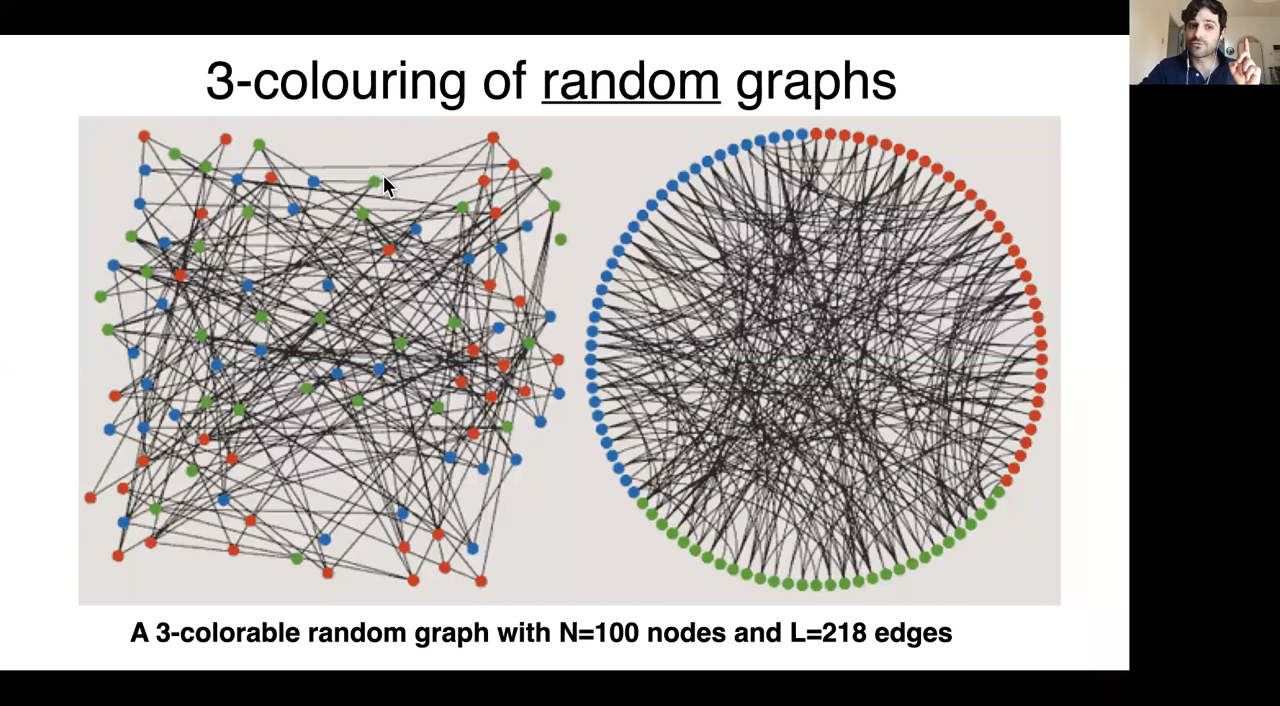 3-colouring of random graphs
A 3-colorable random graph with N=100 nodes and L=218 edges